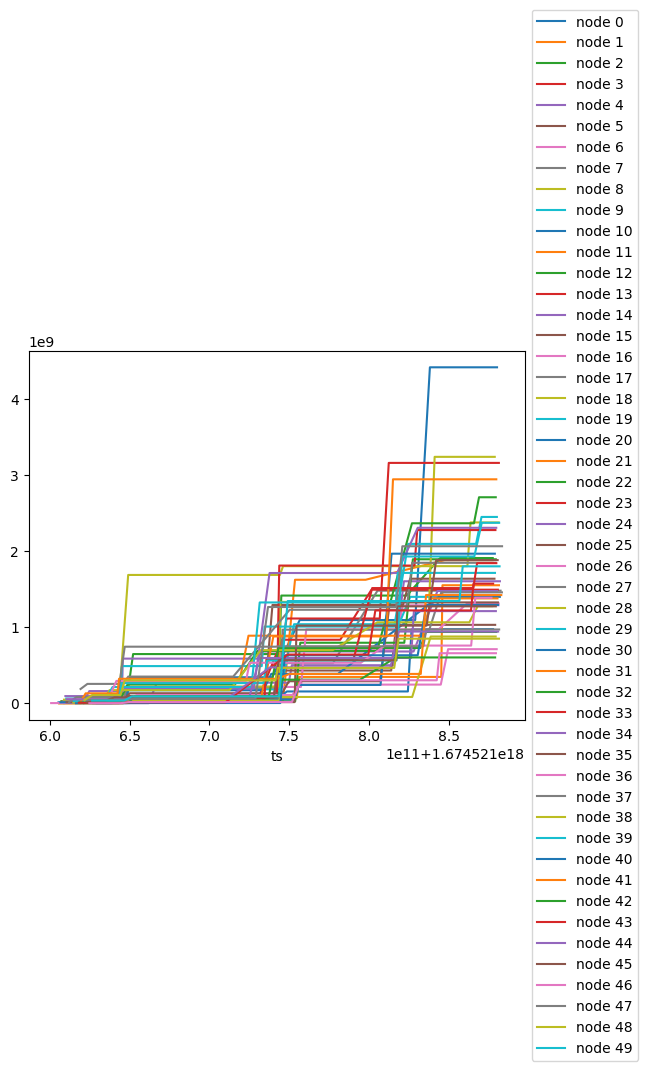 1e9
4
3
2
1
0
6.0 6.5 7.0 7.5 8.0 8.5
ts
1e11+1.674521e18
node 0
node 1
node 2
node 3
node 4
node 5
node 6
node 7
node 8
node 9
node 10
node 11
node 12
node 13
node 14
node 15
node 16
node 17
node 18
node 19
node 20
node 21
node 22
node 23
node 24
node 25
node 26
node 27
node 28
node 29
node 30
node 31
node 32
node 33
node 34
node 35
node 36
node 37
node 38
node 39
node 40
node 41
node 42
node 43
node 44
node 45
node 46
node 47
node 48
node 49